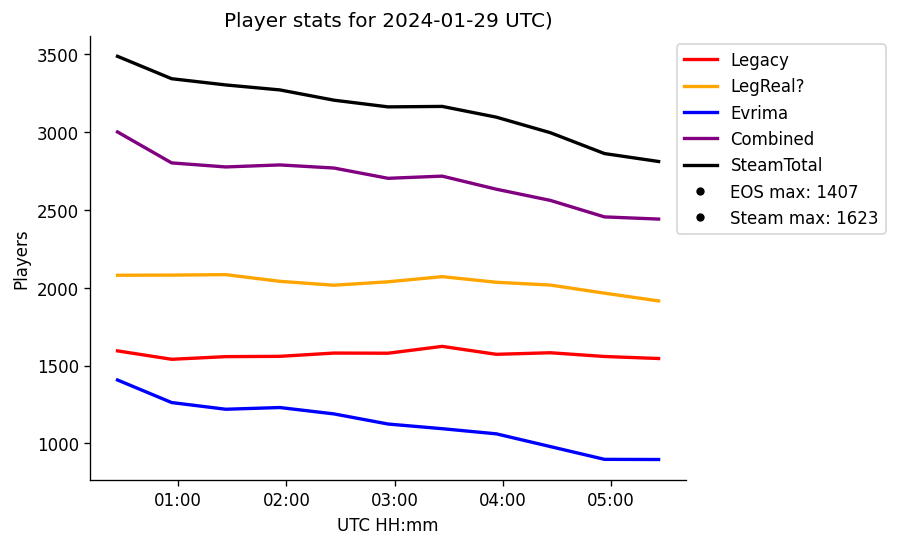 Player stats for 2024-01-29 UTC)
3500
3000
2500
2000
1500
1000
Players
01:00 02:00 03:00 04:00 05:00
UTC HH:mm
Legacy
LegReal?
Evrima
Combined
SteamTotal
EOS max: 1407
Steam max: 1623